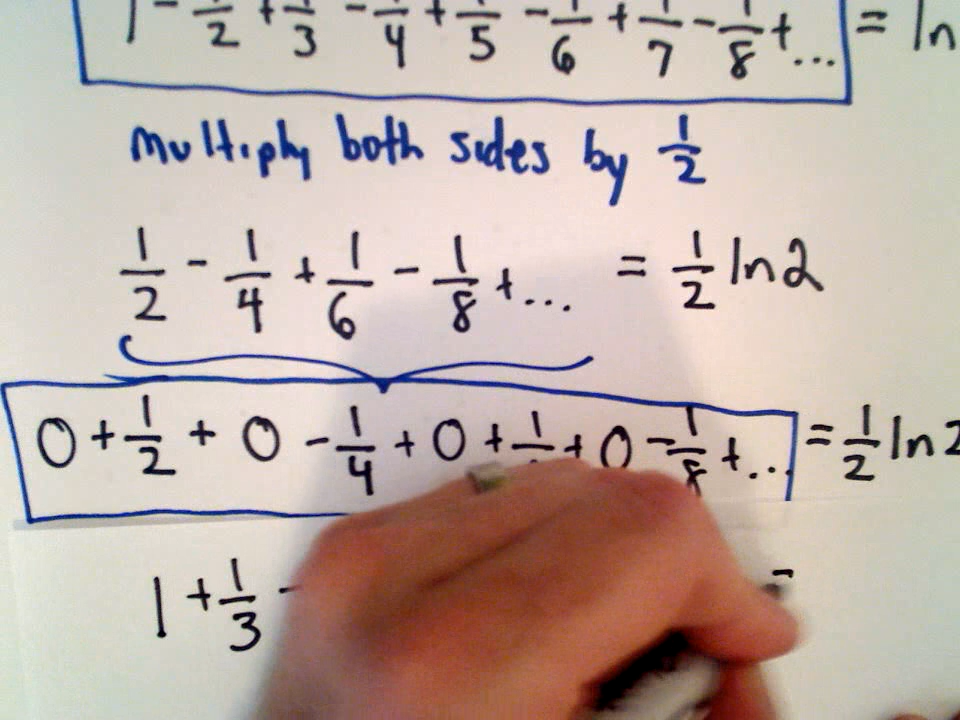 1 - 1/2 + 1/3 - 1/4 + 1/5 - 1/6 + 1/7 - 1/8 + ... = ln
multiply both sides by 1/2
1/2 - 1/4 + 1/6 - 1/8 + ... = 1/2 ln 2
0 + 1/2 + 0 - 1/4 + 0 + 1/ + 0 - 1/8 + ... = 1/2 ln 2
1 + 1/3 -